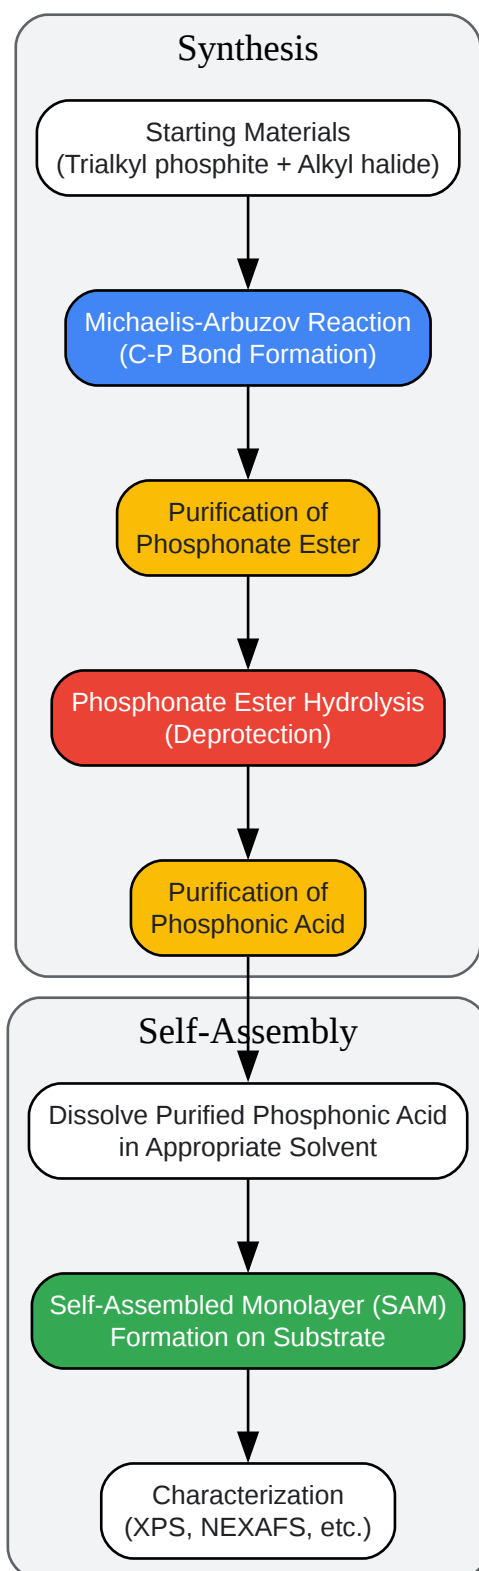 Synthesis
Starting Materials
(Trialkyl phosphite + Alkyl halide)
Michaelis-Arbuzov Reaction
(C-P Bond Formation)
Purification of
Phosphonate Ester
Phosphonate Ester Hydrolysis
(Deprotection)
Purification of
Phosphonic Acid
Self-Assembly
Dissolve Purified Phosphonic Acid
in Appropriate Solvent
Self-Assembled Monolayer (SAM)
Formation on Substrate
Characterization
(XPS, NEXAFS, etc.)